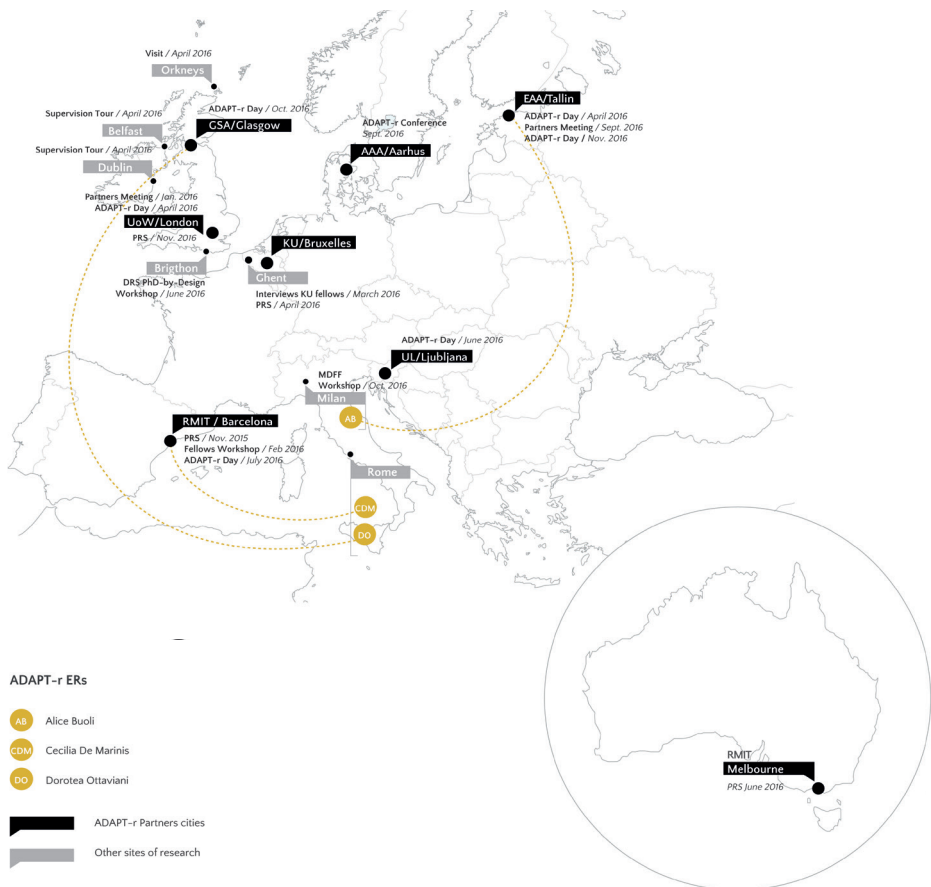 Visit / April 2016
Orkneys
ADAPT-r Day / Oct. 2016
GSA/Glasgow
Supervision Tour / April 2016
Belfast
Supervision Tour / April 2016
Dublin
Partners Meeting / Jan. 2016
ADAPT-r Day / April 2016
UoW/London
PRS / Nov. 2016
Brigthon
DRS PhD-by-Design
Workshop / June 2016
ADAPT-r Conference
Sept. 2016
AAA/Aarhus
EAA/Tallin
ADAPT-r Day / April 2016
Partners Meeting / Sept. 2016
ADAPT-r Day / Nov. 2016
KU/Bruxelles
Ghent
Interviews KU fellows / March 2016
PRS / April 2016
ADAPT-r Day / June 2016
UL/Ljubljana
MDFF
Workshop / Oct. 2016
Milan
AB
RMIT / Barcelona
PRS / Nov. 2015
Fellows Workshop / Feb 2016
ADAPT-r Day / July 2016
Rome
CDM
DO
RMIT
Melbourne
PRS June 2016
ADAPT-r ERs
AB Alice Buoli
CDM Cecilia De Marinis
DO Dorotea Ottaviani
ADAPT-r Partners cities
Other sites of research